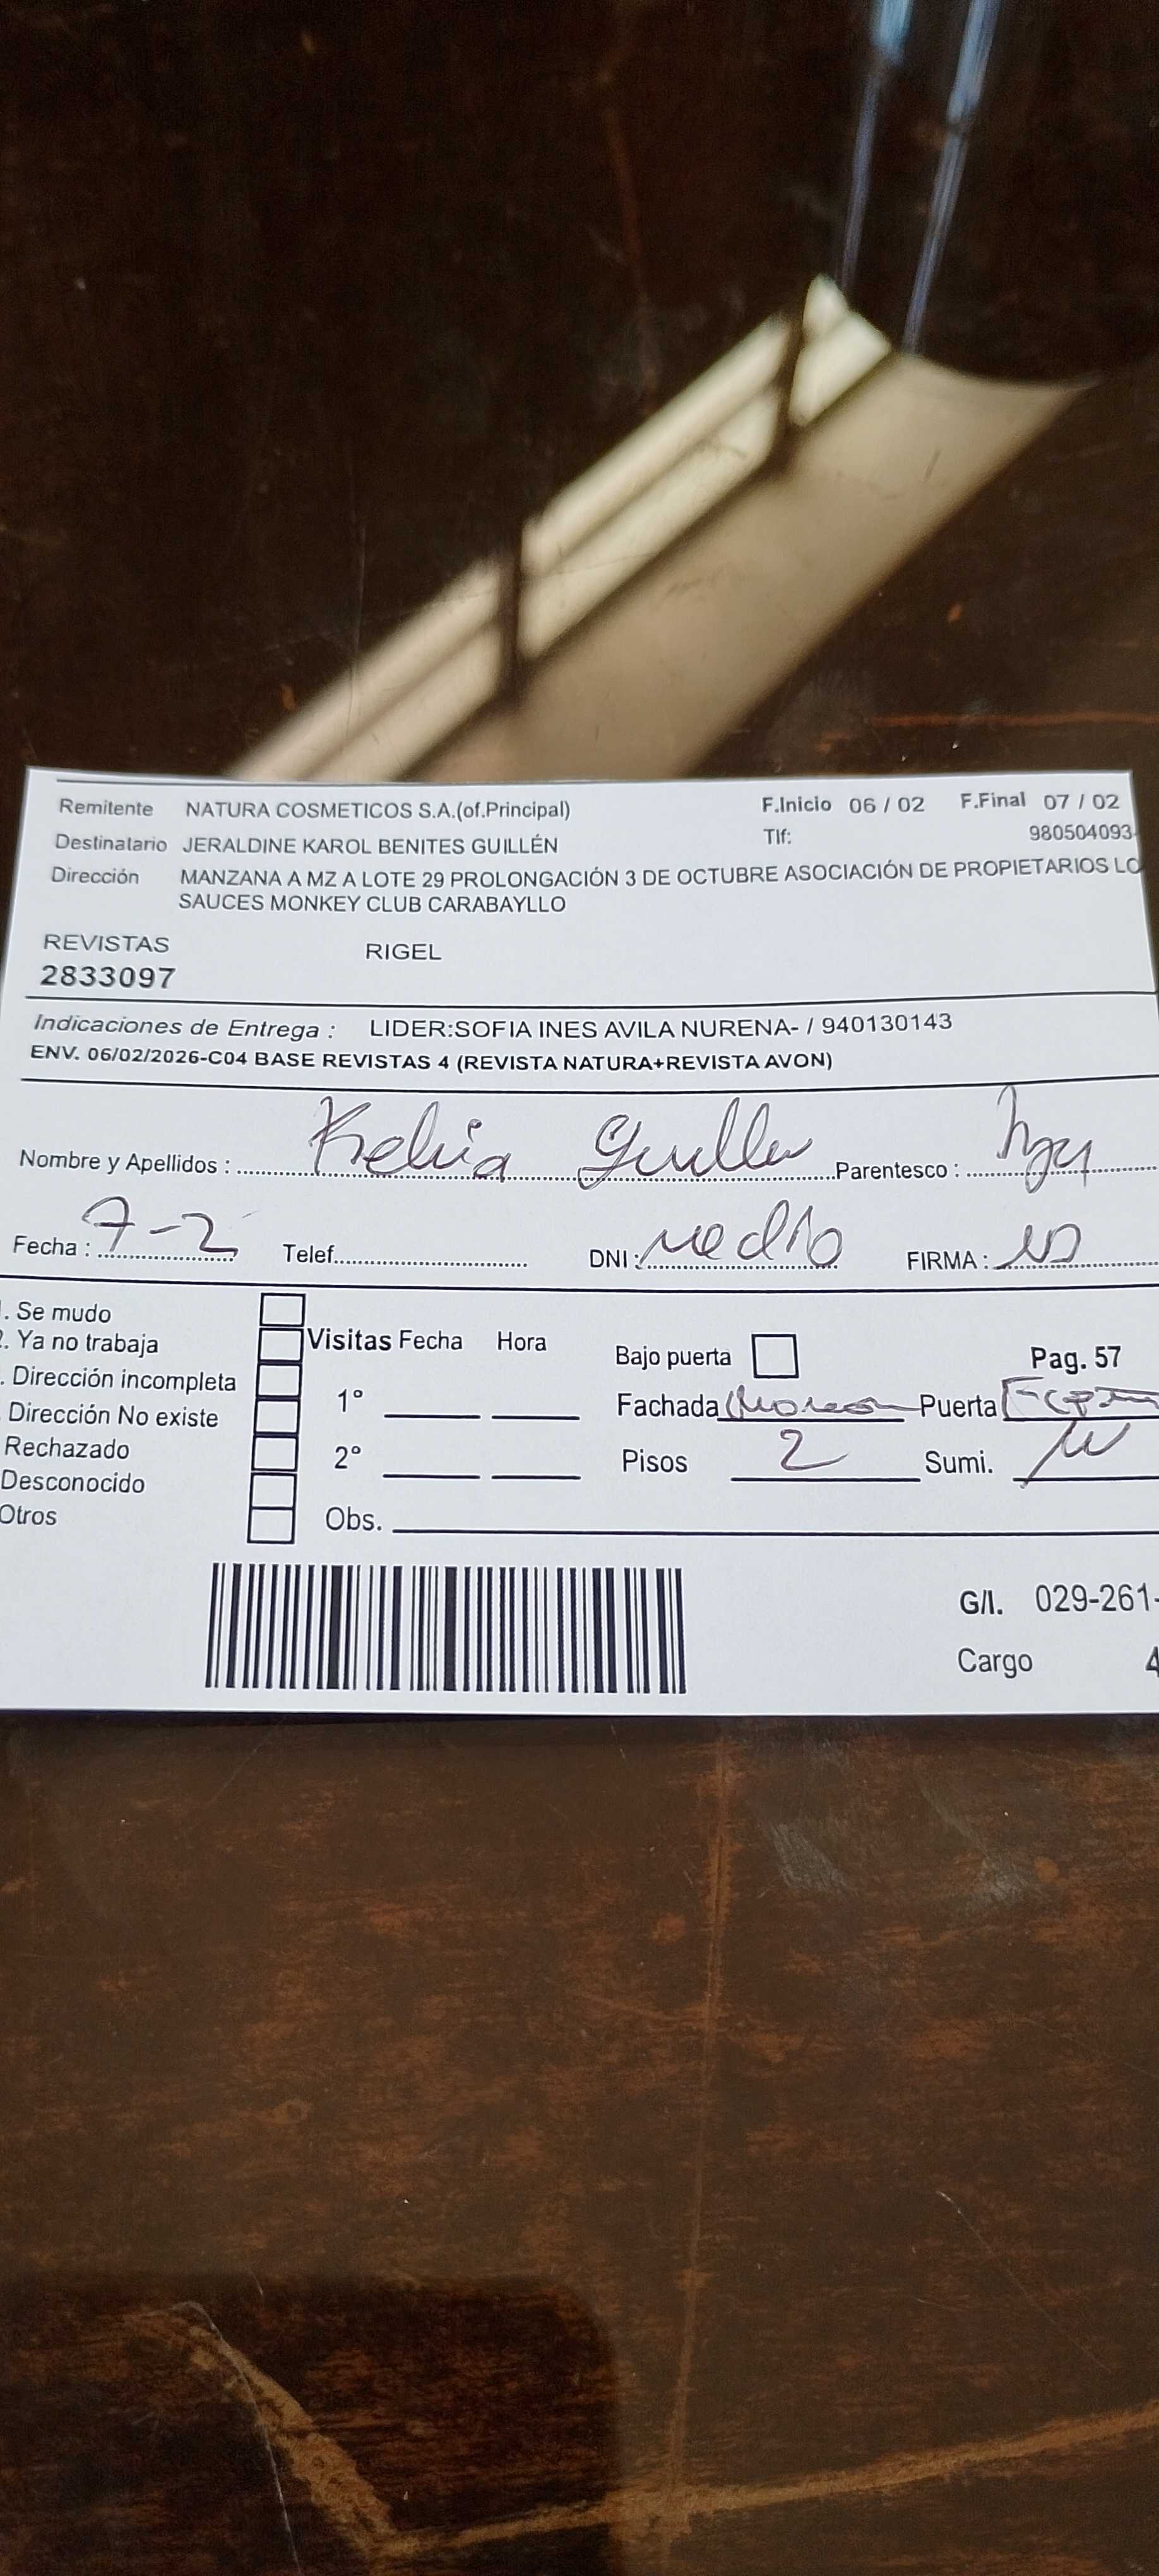 Remitente NATURA COSMETICOS S.A.(of.Principal) F.Inicio 06 / 02 F.Final 07 / 02
Destinatario JERALDINE KAROL BENITES GUILLÉN Tlf: 980504093
Dirección MANZANA A MZ A LOTE 29 PROLONGACIÓN 3 DE OCTUBRE ASOCIACIÓN DE PROPIETARIOS LO
SAUCES MONKEY CLUB CARABAYLLO
REVISTAS RIGEL
2833097
Indicaciones de Entrega : LIDER:SOFIA INES AVILA NURENA- / 940130143
ENV. 06/02/2026-C04 BASE REVISTAS 4 (REVISTA NATURA+REVISTA AVON)
Nombre y Apellidos : Parentesco :
Fecha : 7-2 Telef. DNI : FIRMA :
. Se mudo
. Ya no trabaja Visitas Fecha Hora Bajo puerta Pag. 57
. Dirección incompleta 1° Fachada Puerta
Dirección No existe
Rechazado 2° Pisos 2 Sumi.
Desconocido
Otros Obs.
G/I. 029-261-
Cargo 4